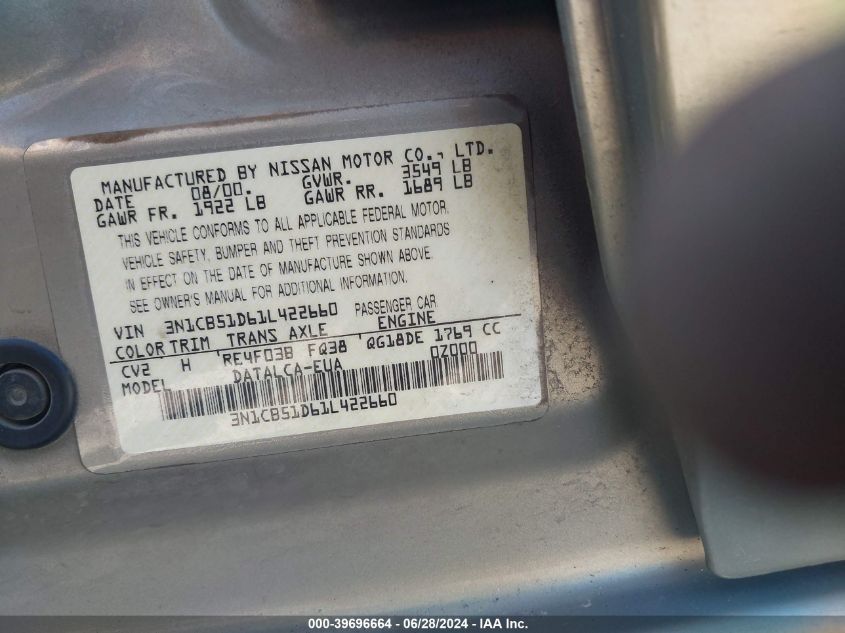 MANUFACTURED BY NISSAN MOTOR CO., LTD.
DATE 08/00. GVWR. 3549 LB
GAWR FR. 1922 LB GAWR RR. 1689 LB
THIS VEHICLE CONFORMS TO ALL APPLICABLE FEDERAL MOTOR
VEHICLE SAFETY, BUMPER AND THEFT PREVENTION STANDARDS
IN EFFECT ON THE DATE OF MANUFACTURE SHOWN ABOVE.
SEE OWNER'S MANUAL FOR ADDITIONAL INFORMATION.
VIN 3N1CB51D61L422660 PASSENGER CAR
COLOR TRIM TRANS AXLE ENGINE
CV2 H RE4F03B FQ38 QG18DE 1769 CC
MODEL DATALCA-EUA 0Z000
3N1CB51D61L422660
000-39696664 - 06/28/2024 - IAAI Inc.